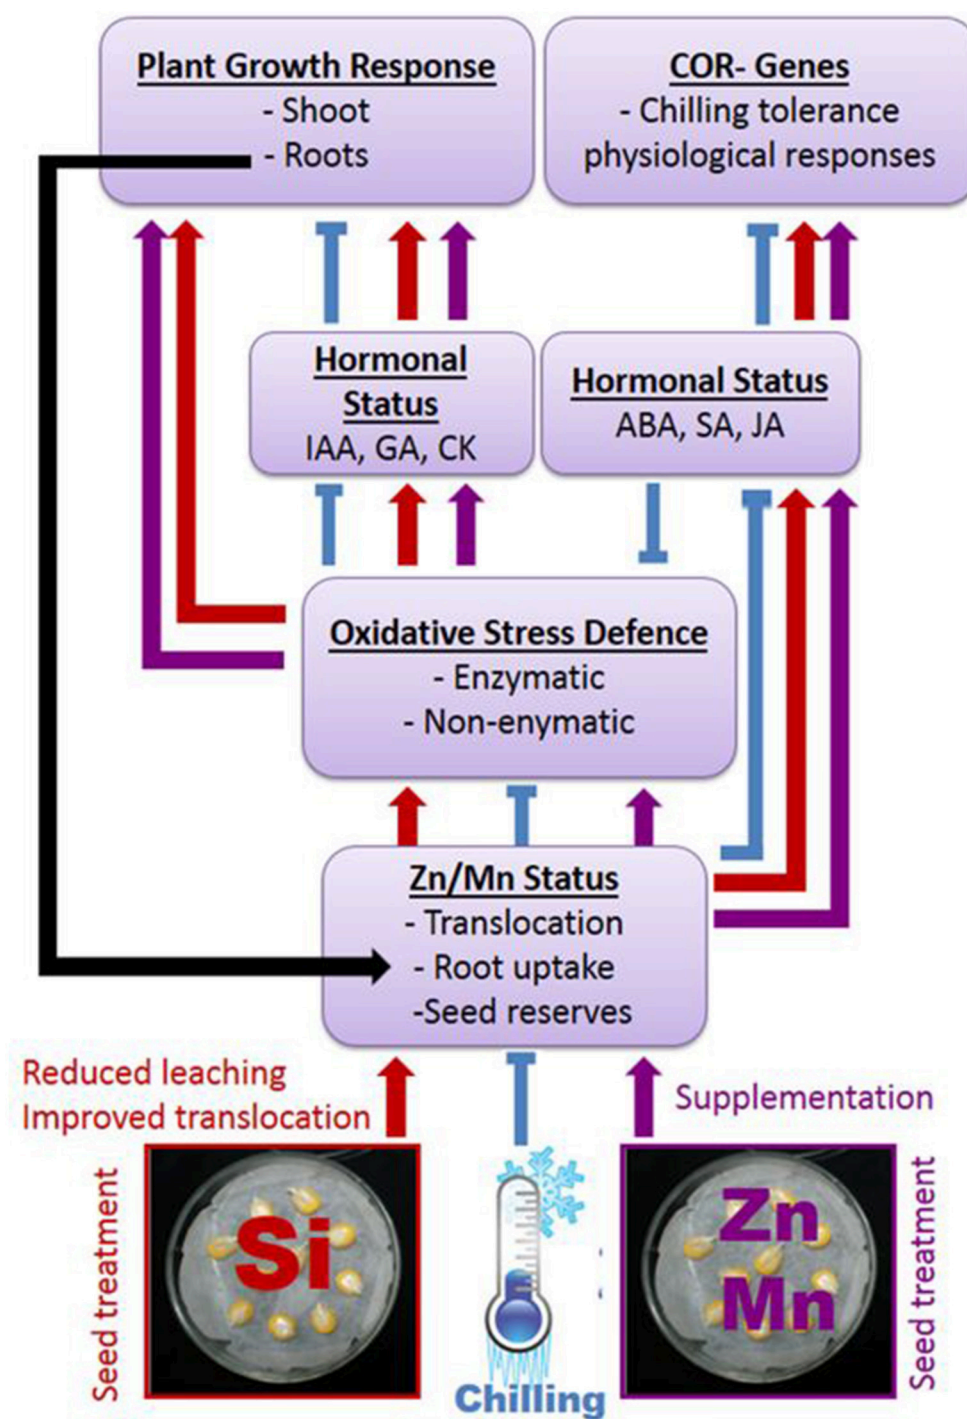 Plant Growth Response
- Shoot
- Roots
COR- Genes
- Chilling tolerance
physiological responses
Hormonal
Status
IAA, GA, CK
Hormonal Status
ABA, SA, JA
Oxidative Stress Defence
- Enzymatic
- Non-enymatic
Zn/Mn Status
- Translocation
- Root uptake
-Seed reserves
Reduced leaching
Improved translocation
Supplementation
Seed treatment
Si
Chilling
Zn
Mn
Seed treatment